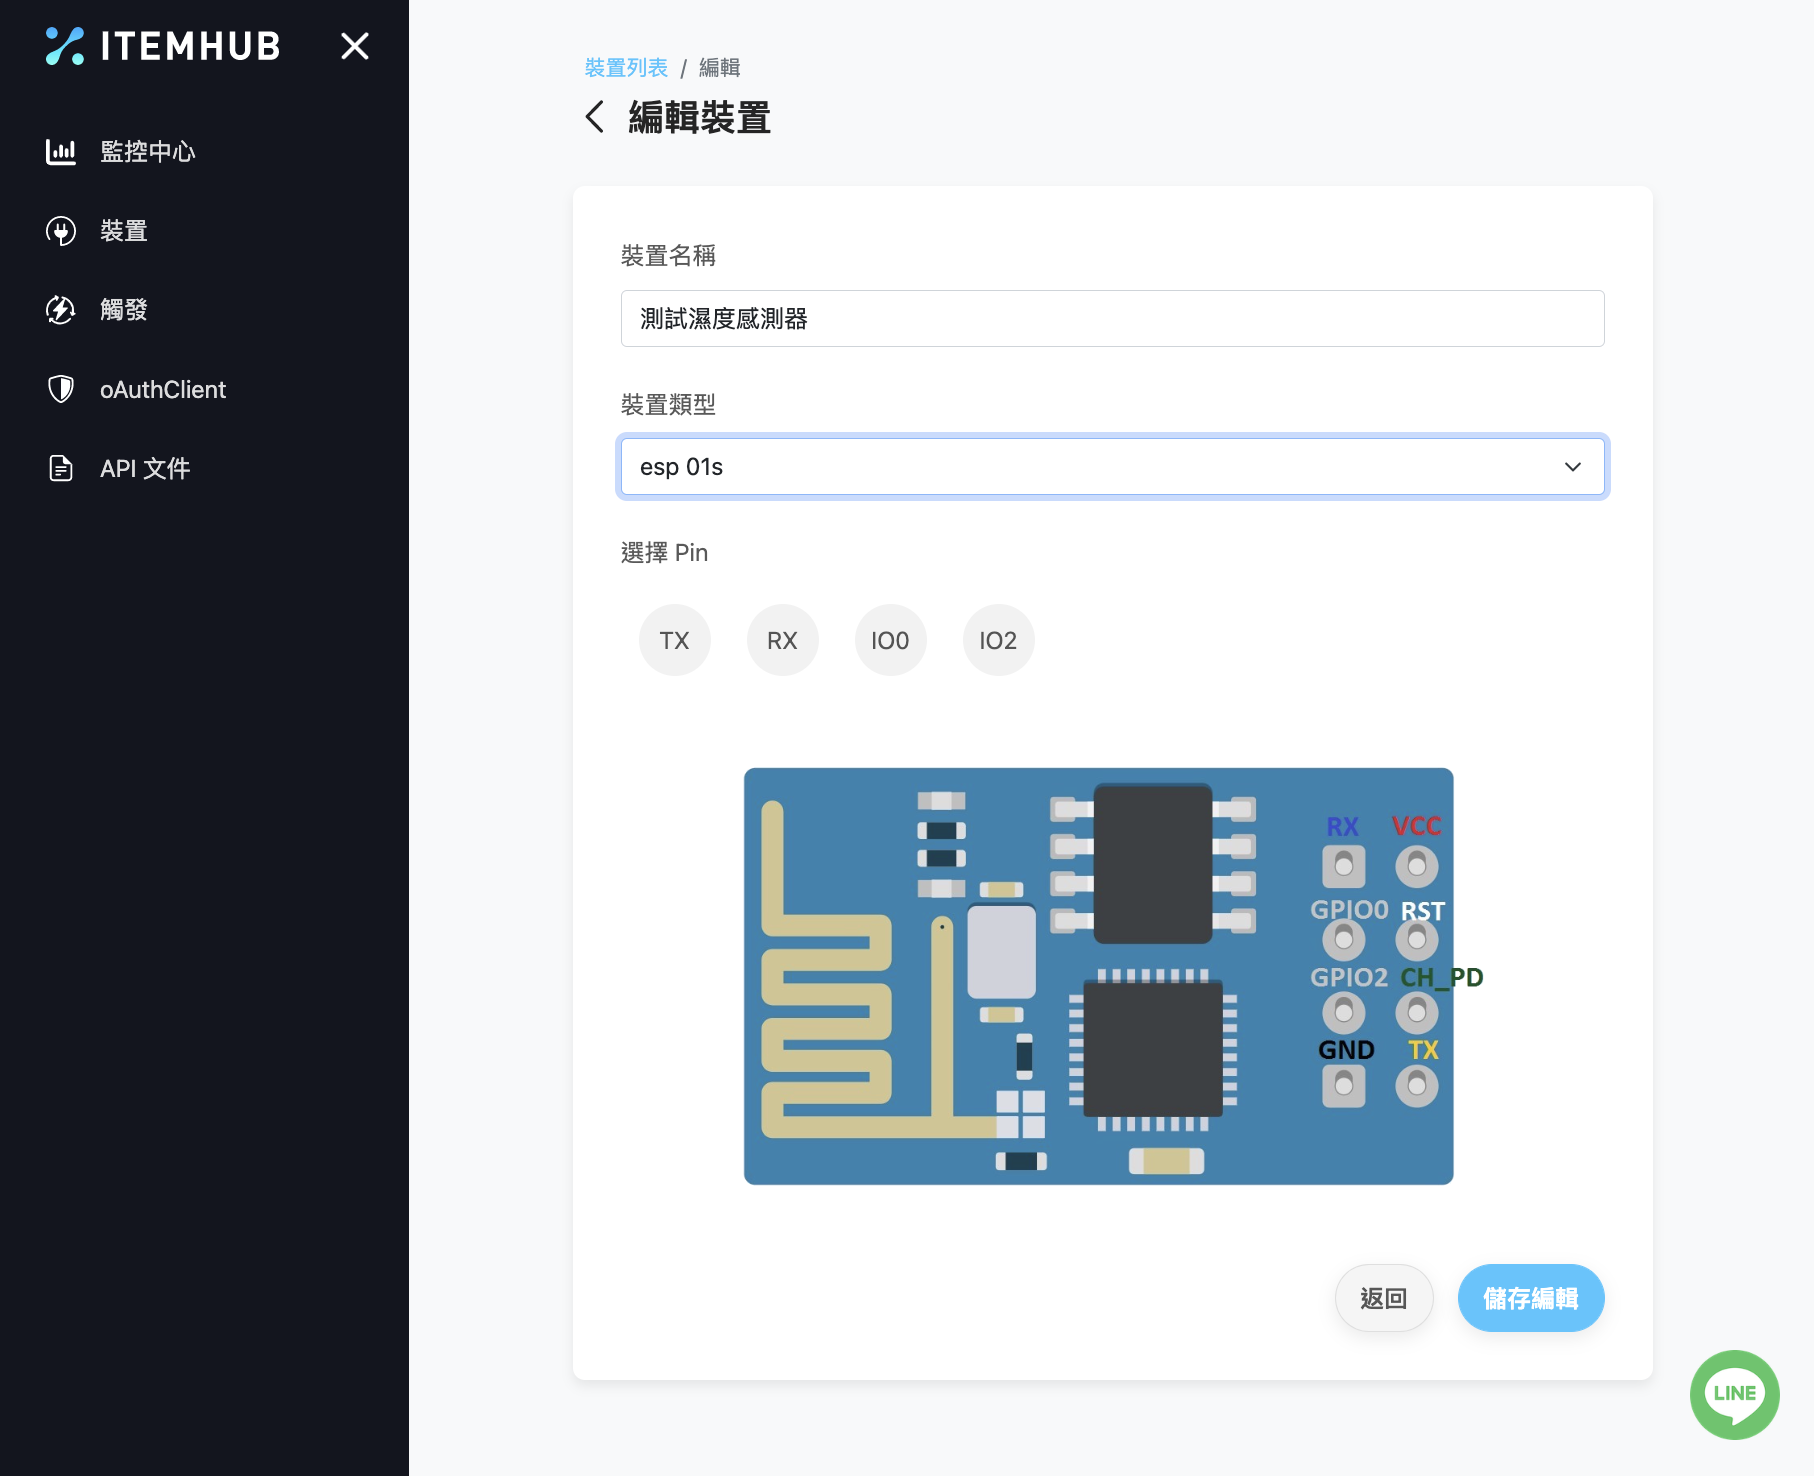 ITEMHUB
監控中心
裝置
觸發
oAuthClient
API 文件
裝置列表 / 編輯
編輯裝置
裝置名稱
測試濕度感測器
裝置類型
esp 01s
選擇 Pin
TX RX IO0 IO2
RX VCC
GPIO0 RST
GPIO2 CH_PD
GND TX
返回 儲存編輯
LINE